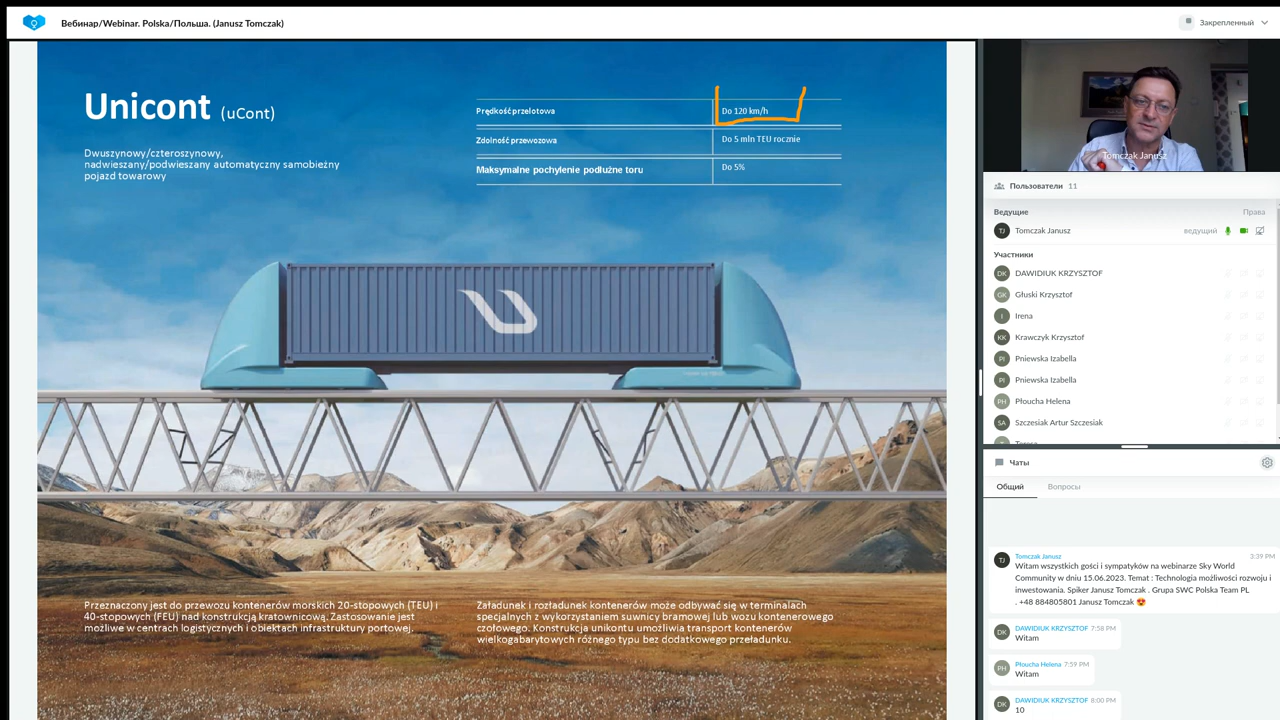 Вебинар/Webinar. Polska/Польша. (Janusz Tomczak)
Закрепленный
Unicont (uCont)
Dwuszynowy/czteroszynowy,
nadwieszany/podwieszany automatyczny samobieżny
pojazd towarowy
Prędkość przelotowa
Do 120 km/h
Zdolność przewozowa
Do 5 mln TEU rocznie
Maksymalne pochylenie podłużne toru
Do 5%
Przeznaczony jest do przewozu kontenerów morskich 20-stopowych (TEU) i
40-stopowych (FEU) nad konstrukcją kratownicową. Zastosowanie jest
możliwe w centrach logistycznych i obiektach infrastruktury portowej.
Załadunek i rozładunek kontenerów może odbywać się w terminalach
specjalnych z wykorzystaniem suwnicy bramowej lub wozu kontenerowego
czołowego. Konstrukcja unikontu umożliwia transport kontenerów
wielkogabarytowych różnego typu bez dodatkowego przeładunku.
Tomczak Janusz
Пользователи 11
Ведущие
Права
TJ Tomczak Janusz ведущий
Участники
DK DAWIDIUK KRZYSZTOF
GK Głuski Krzysztof
I Irena
KK Krawczyk Krzysztof
PI Pniewska Izabella
PI Pniewska Izabella
PH Płoucha Helena
SA Szczesiak Artur Szczesiak
Чаты
Общий
Вопросы
TJ Tomczak Janusz 3:39 PM
Witam wszystkich gości i sympatyków na webinarze Sky World
Community w dniu 15.06.2023. Temat : Technologia możliwości rozwoju i
inwestowania. Spiker Janusz Tomczak . Grupa SWC Polska Team PL
. +48 884805801 Janusz Tomczak 😍
DK DAWIDIUK KRZYSZTOF 7:58 PM
Witam
PH Płoucha Helena 7:59 PM
Witam
DK DAWIDIUK KRZYSZTOF 8:00 PM
10